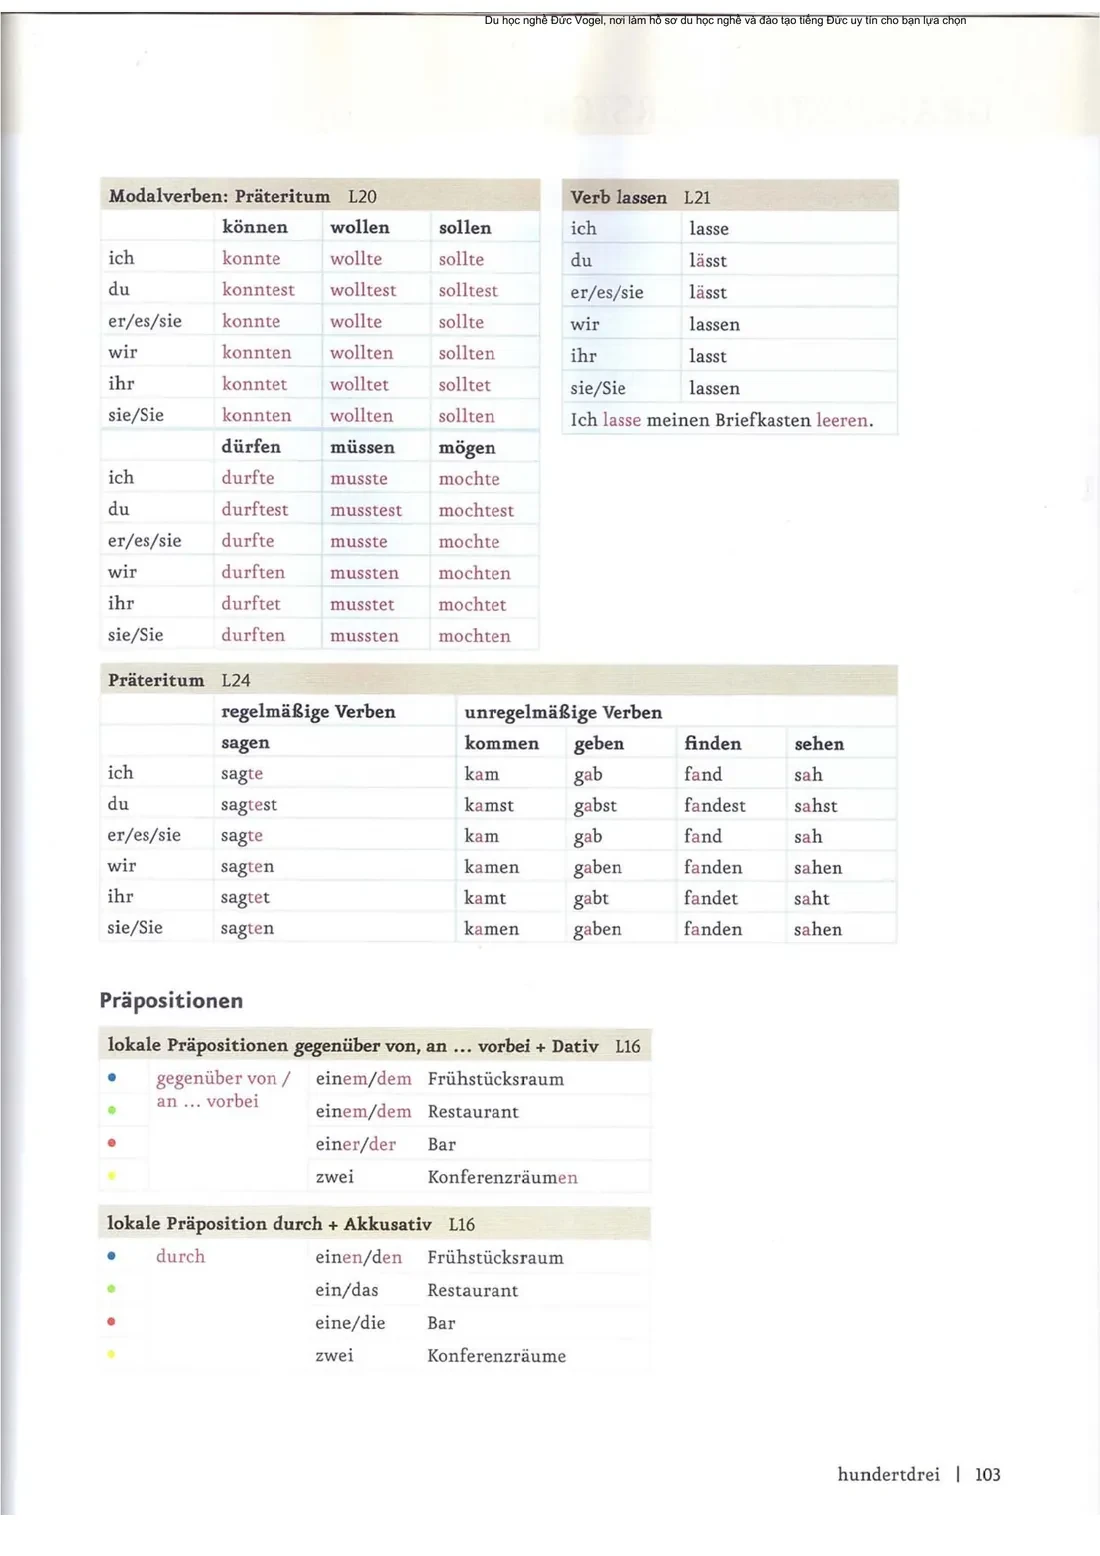 Du học nghề Đức Vogel, nơi làm hồ sơ du học nghề và đào tạo tiếng Đức uy tín cho bạn lựa chọn
Modalverben: Präteritum L20
können wollen sollen
ich konnte wollte sollte
du konntest wolltest solltest
er/es/sie konnte wollte sollte
wir konnten wollten sollten
ihr konntet wolltet solltet
sie/Sie konnten wollten sollten
dürfen müssen mögen
ich durfte musste mochte
du durftest musstest mochtest
er/es/sie durfte musste mochte
wir durften mussten mochten
ihr durftet musstet mochtet
sie/Sie durften mussten mochten
Verb lassen L21
ich lasse
du lässt
er/es/sie lässt
wir lassen
ihr lasst
sie/Sie lassen
Ich lasse meinen Briefkasten leeren.
Präteritum L24
regelmäßige Verben unregelmäßige Verben
sagen kommen geben finden sehen
ich sagte kam gab fand sah
du sagtest kamst gabst fandest sahst
er/es/sie sagte kam gab fand sah
wir sagten kamen gaben fanden sahen
ihr sagtet kamt gabt fandet saht
sie/Sie sagten kamen gaben fanden sahen
Präpositionen
lokale Präpositionen gegenüber von, an ... vorbei + Dativ L16
gegenüber von / einem/dem Frühstücksraum
an ... vorbei
einem/dem Restaurant
einer/der Bar
zwei Konferenzräumen
lokale Präposition durch + Akkusativ L16
durch einen/den Frühstücksraum
ein/das Restaurant
eine/die Bar
zwei Konferenzräume
hundertdrei | 103